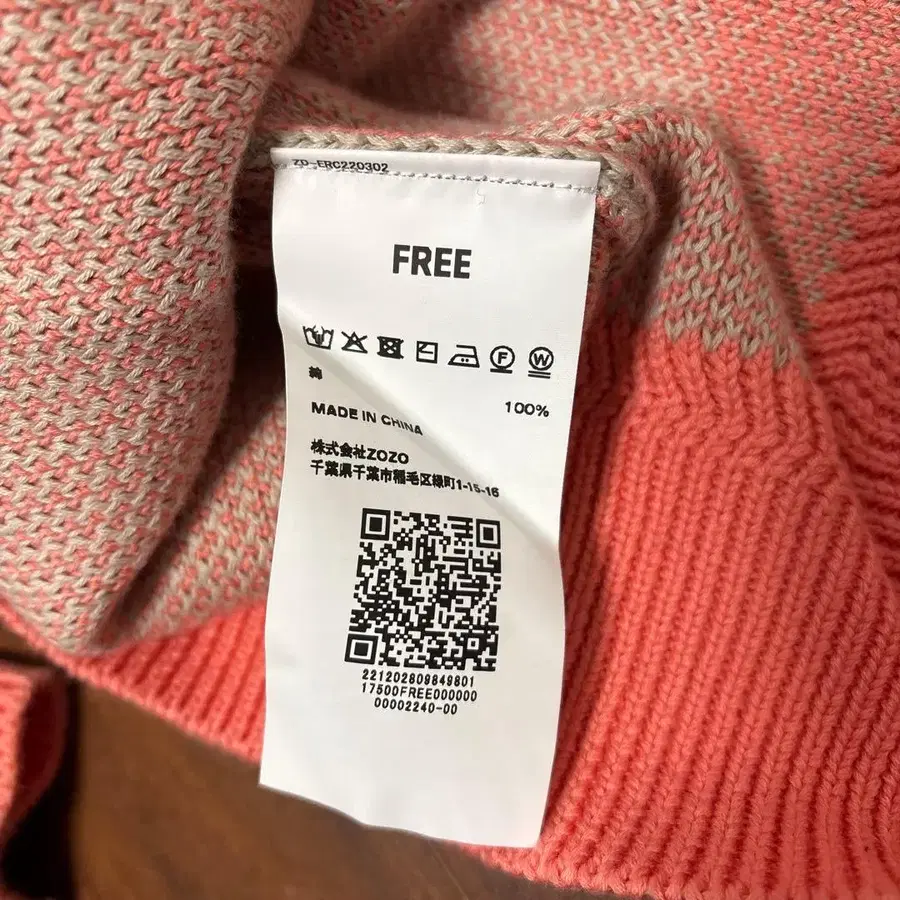 ZD-ERC220302
FREE
F W
綿 100%
MADE IN CHINA
株式会社ZOZO
千葉県千葉市稲毛区緑町1-15-16
221202809849801
17500FREE000000
00002240-00